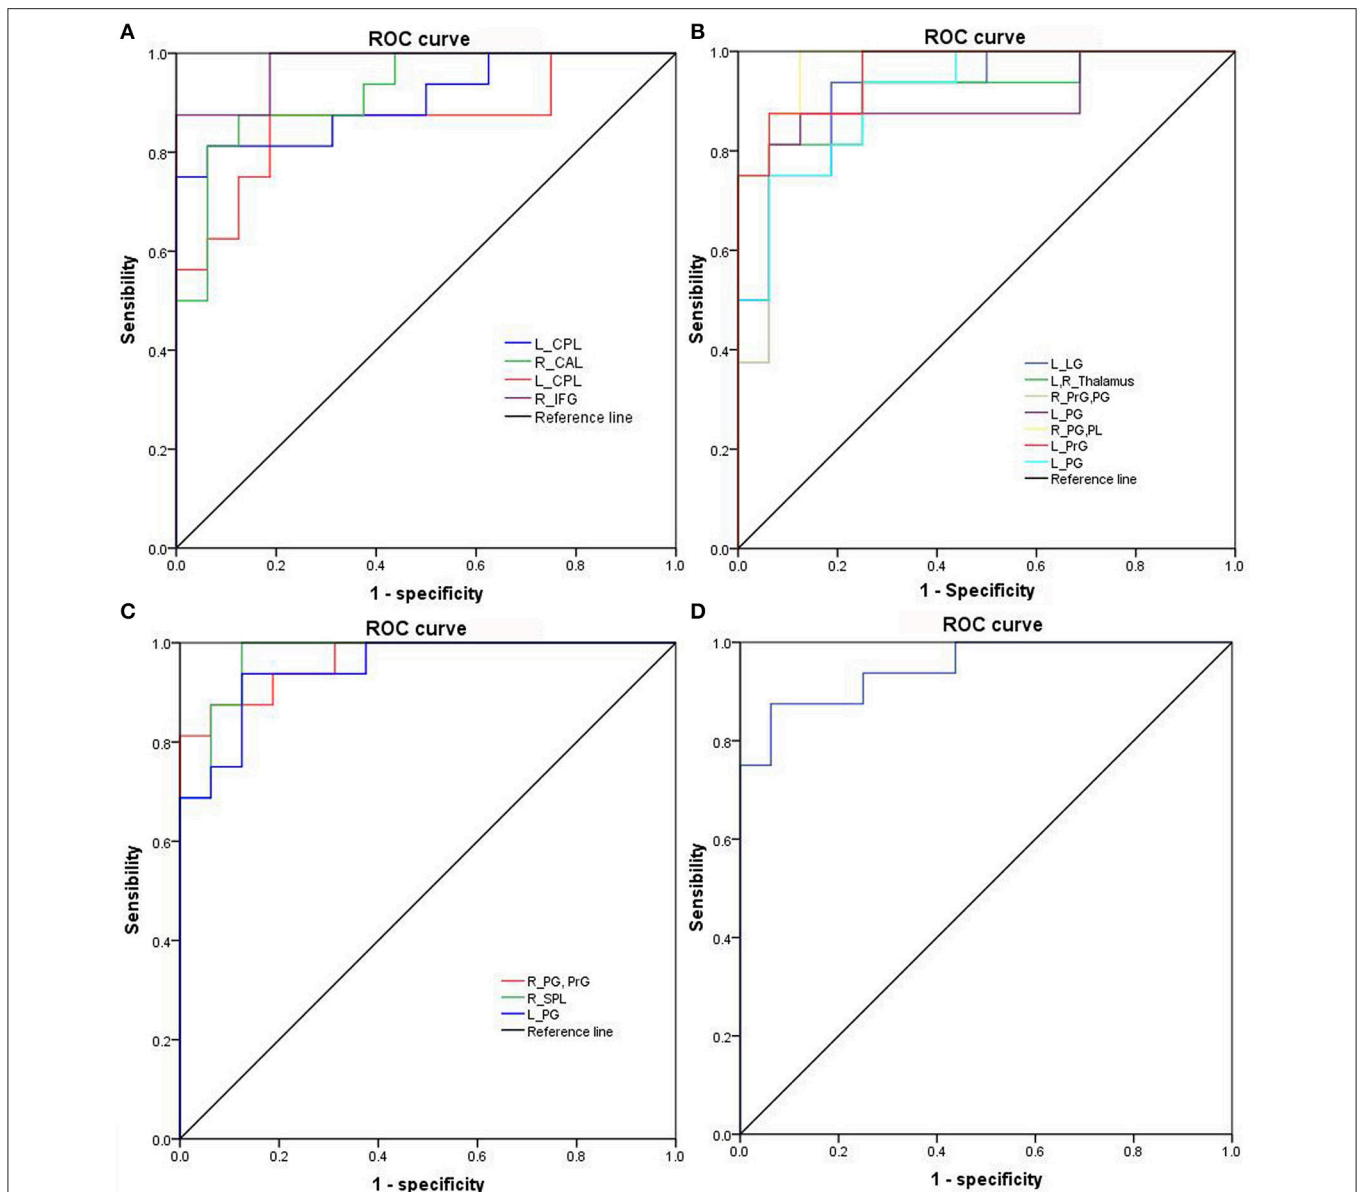 A
ROC curve
1.0
0.8
0.6
0.4
0.2
0.0
Sensibility
L_CPL
R_CAL
L_CPL
R_IFG
Reference line
0.0 0.2 0.4 0.6 0.8 1.0
1 - specificity
B
ROC curve
1.0
0.8
0.6
0.4
0.2
0.0
Sensibility
L_LG
L,R_Thalamus
R_PrG,PG
L_PG
R_PG,PL
L_PrG
L_PG
Reference line
0.0 0.2 0.4 0.6 0.8 1.0
1 - Specificity
C
ROC curve
1.0
0.8
0.6
0.4
0.2
0.0
Sensibility
R_PG, PrG
R_SPL
L_PG
Reference line
0.0 0.2 0.4 0.6 0.8 1.0
1 - specificity
D
ROC curve
1.0
0.8
0.6
0.4
0.2
0.0
Sensibility
0.0 0.2 0.4 0.6 0.8 1.0
1 - specificity